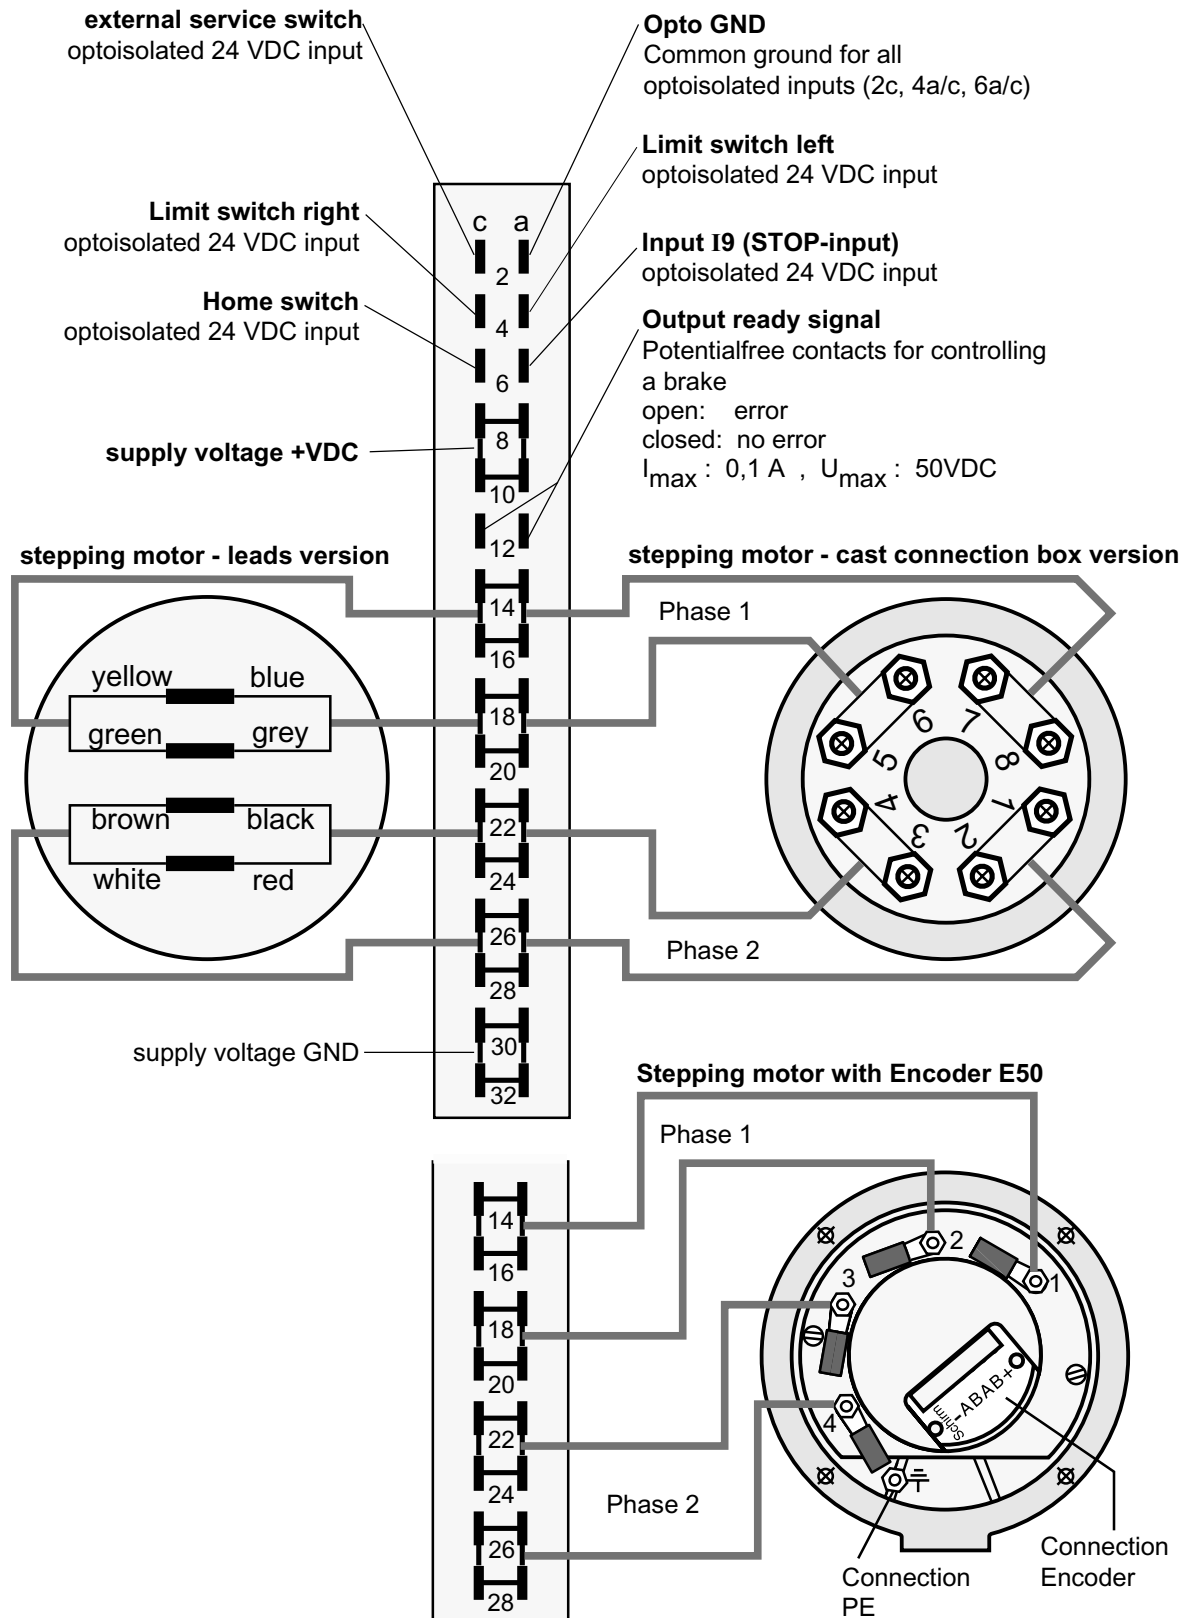 external service switch
optoisolated 24 VDC input
Opto GND
Common ground for all
optoisolated inputs (2c, 4a/c, 6a/c)
Limit switch left
optoisolated 24 VDC input
Limit switch right
optoisolated 24 VDC input
Input I9 (STOP-input)
optoisolated 24 VDC input
Home switch
optoisolated 24 VDC input
Output ready signal
Potentialfree contacts for controlling
a brake
open: error
closed: no error
Imax : 0,1 A , Umax : 50VDC
supply voltage +VDC
c a
2
4
6
8
10
12
14
16
18
20
22
24
26
28
30
32
stepping motor - leads version
yellow blue
green grey
brown black
white red
stepping motor - cast connection box version
Phase 1
6 7
5 8
4 1
3 2
Phase 2
supply voltage GND
Stepping motor with Encoder E50
Phase 1
14
16
18
20
22
24
26
28
2
1
3
4
Schirm
-ABAB+
Phase 2
Connection
PE
Connection
Encoder